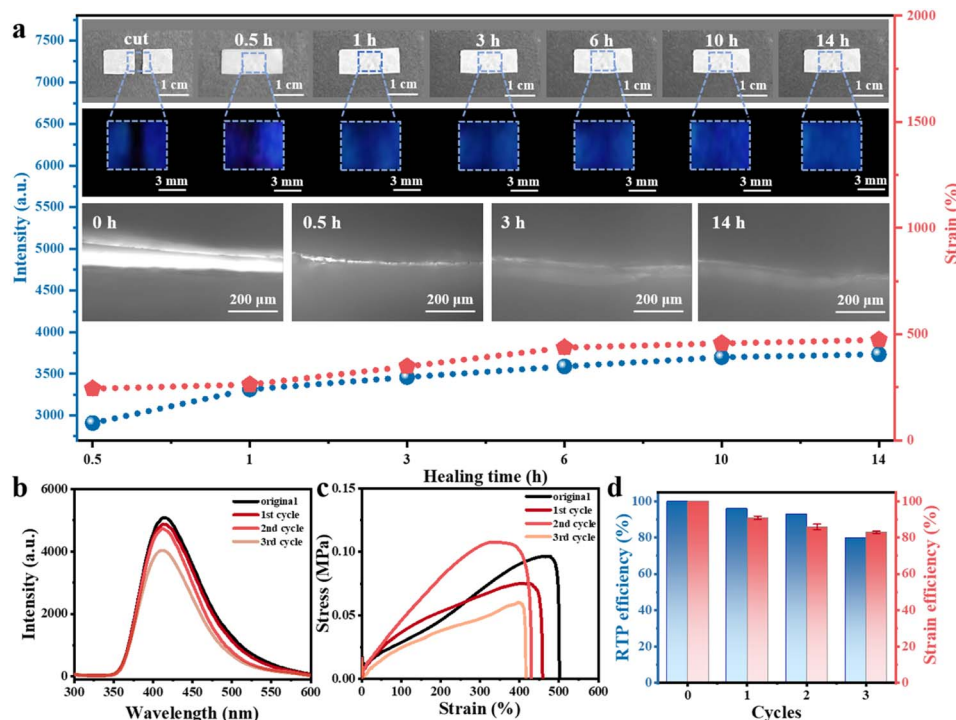 a
7500
7000
6500
6000
5500
5000
4500
4000
3500
3000
Intensity (a.u.)
2000
1500
1000
500
0
Strain (%)
cut 0.5 h 1 h 3 h 6 h 10 h 14 h
1 cm 1 cm 1 cm 1 cm 1 cm 1 cm 1 cm
3 mm 3 mm 3 mm 3 mm 3 mm 3 mm 3 mm
0 h 0.5 h 3 h 14 h
200 μm 200 μm 200 μm 200 μm
0.5 1 3 6 10 14
Healing time (h)
b
6000
4000
2000
0
Intensity (a.u.)
original
1st cycle
2nd cycle
3rd cycle
300 350 400 450 500 550 600
Wavelength (nm)
c
0.15
0.10
0.05
0.00
Stress (MPa)
original
1st cycle
2nd cycle
3rd cycle
0 100 200 300 400 500 600
Strain (%)
d
100
80
60
40
20
0
RTP efficiency (%)
100
80
60
40
20
0
Strain efficiency (%)
0 1 2 3
Cycles